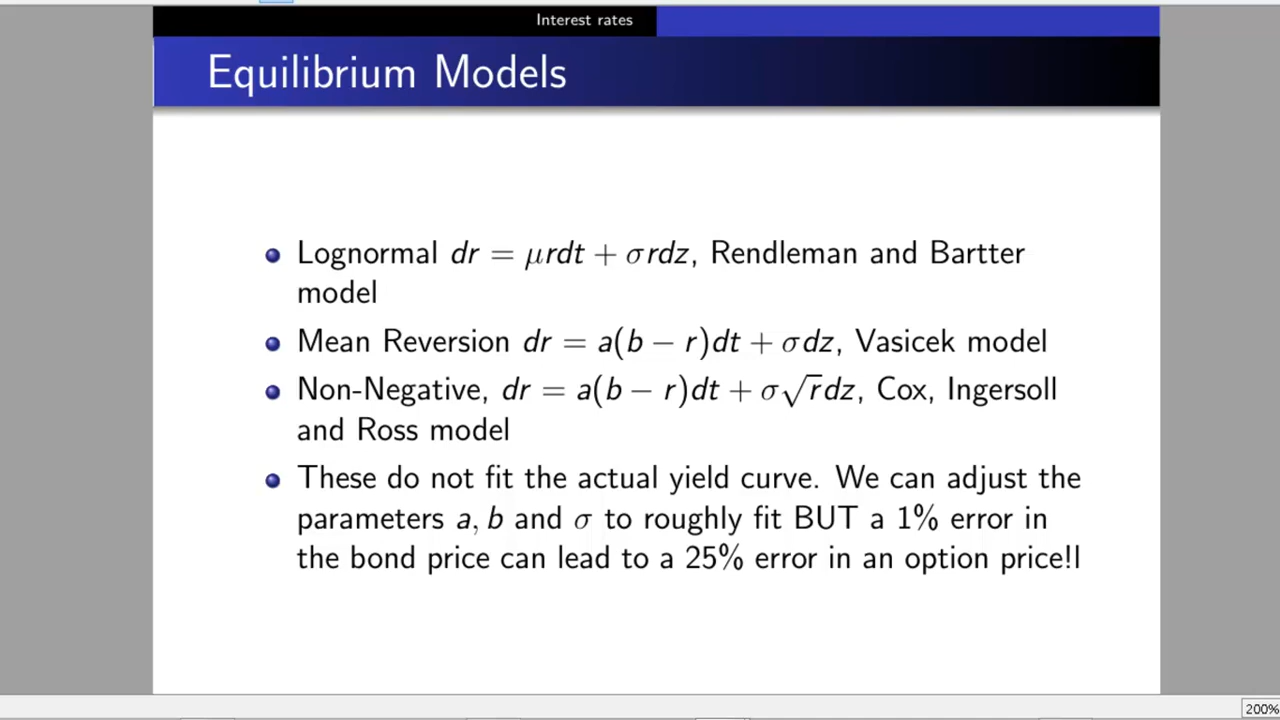 Interest rates
Equilibrium Models
Lognormal dr = μrdt + σrdz, Rendleman and Bartter
model
Mean Reversion dr = a(b − r)dt + σdz, Vasicek model
Non-Negative, dr = a(b − r)dt + σ√rdz, Cox, Ingersoll
and Ross model
These do not fit the actual yield curve. We can adjust the
parameters a, b and σ to roughly fit BUT a 1% error in
the bond price can lead to a 25% error in an option price!!
200%